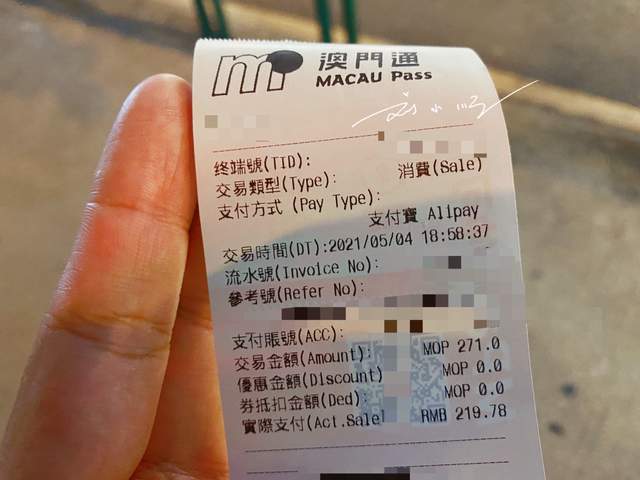 澳門通
MACAU Pass
終端號(TID):
交易類型(Type): 消費(Sale)
支付方式 (Pay Type):
支付寶 Alipay
交易時間(DT):2021/05/04 18:58:37
流水號(Invoice No):
參考號(Refer No):
支付賬號(ACC):
交易金額(Amount): MOP 271.0
優惠金額(Discount) MOP 0.0
券抵扣金額(Ded): MOP 0.0
實際支付(Act.Sale) RMB 219.78